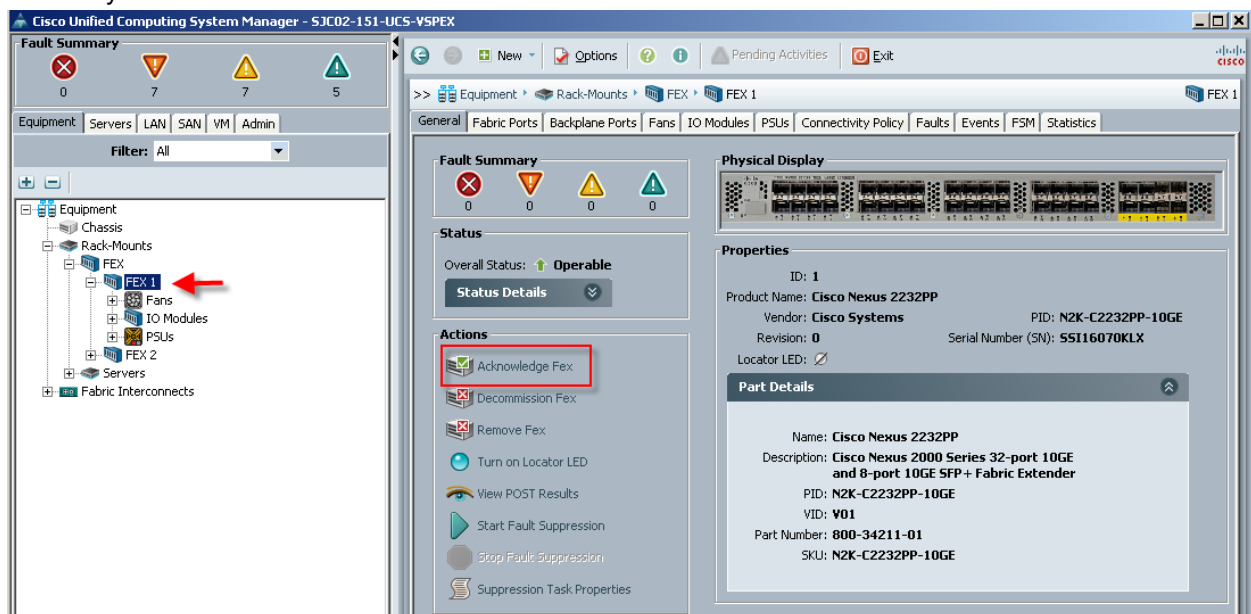 Cisco Unified Computing System Manager - SJC02-151-UCS-VSPEX
Fault Summary
0 7 7 5
Equipment Servers LAN SAN VM Admin
Filter: All
Equipment
Chassis
Rack-Mounts
FEX
FEX 1
Fans
IO Modules
PSUs
FEX 2
Servers
Fabric Interconnects
New Options Pending Activities Exit
CISCO
>> Equipment Rack-Mounts FEX FEX 1 FEX 1
General Fabric Ports Backplane Ports Fans IO Modules PSUs Connectivity Policy Faults Events FSM Statistics
Fault Summary
0 0 0 0
Status
Overall Status: Operable
Status Details
Actions
Acknowledge Fex
Decommission Fex
Remove Fex
Turn on Locator LED
View POST Results
Start Fault Suppression
Stop Fault Suppression
Suppression Task Properties
Physical Display
Properties
ID: 1
Product Name: Cisco Nexus 2232PP
Vendor: Cisco Systems PID: N2K-C2232PP-10GE
Revision: 0 Serial Number (SN): SSI16070KLX
Locator LED:
Part Details
Name: Cisco Nexus 2232PP
Description: Cisco Nexus 2000 Series 32-port 10GE
and 8-port 10GE SFP+ Fabric Extender
PID: N2K-C2232PP-10GE
VID: V01
Part Number: 800-34211-01
SKU: N2K-C2232PP-10GE